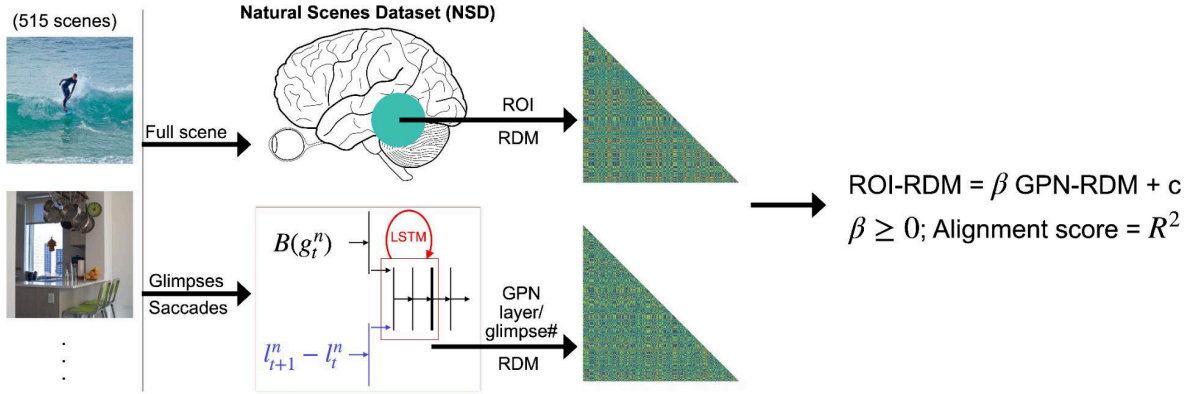 (515 scenes)
Natural Scenes Dataset (NSD)
Full scene
ROI
RDM
Glimpses
Saccades
B(g_t^n)
LSTM
l_{t+1}^n − l_t^n
GPN
layer/
glimpse#
RDM
ROI-RDM = β GPN-RDM + c
β ≥ 0; Alignment score = R²